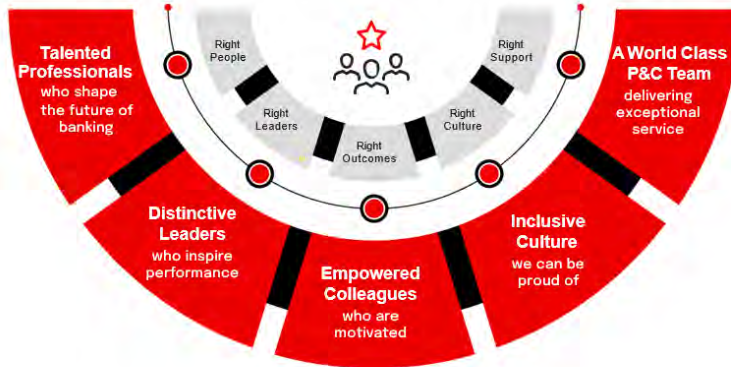 Right
People
Right
Leaders
Right
Outcomes
Right
Culture
Right
Support
Talented
Professionals
who shape
the future of
banking
Distinctive
Leaders
who inspire
performance
Empowered
Colleagues
who are
motivated
Inclusive
Culture
we can be
proud of
A World Class
P&C Team
delivering
exceptional
service